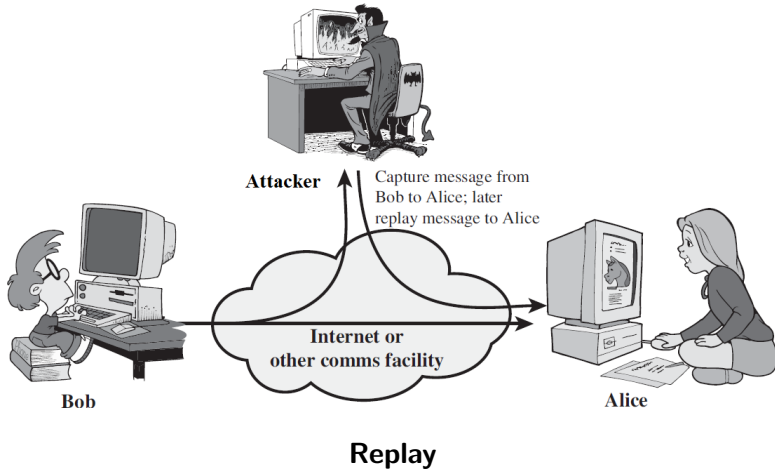 Attacker
Capture message from
Bob to Alice; later
replay message to Alice
Internet or
other comms facility
Bob
Alice
Replay